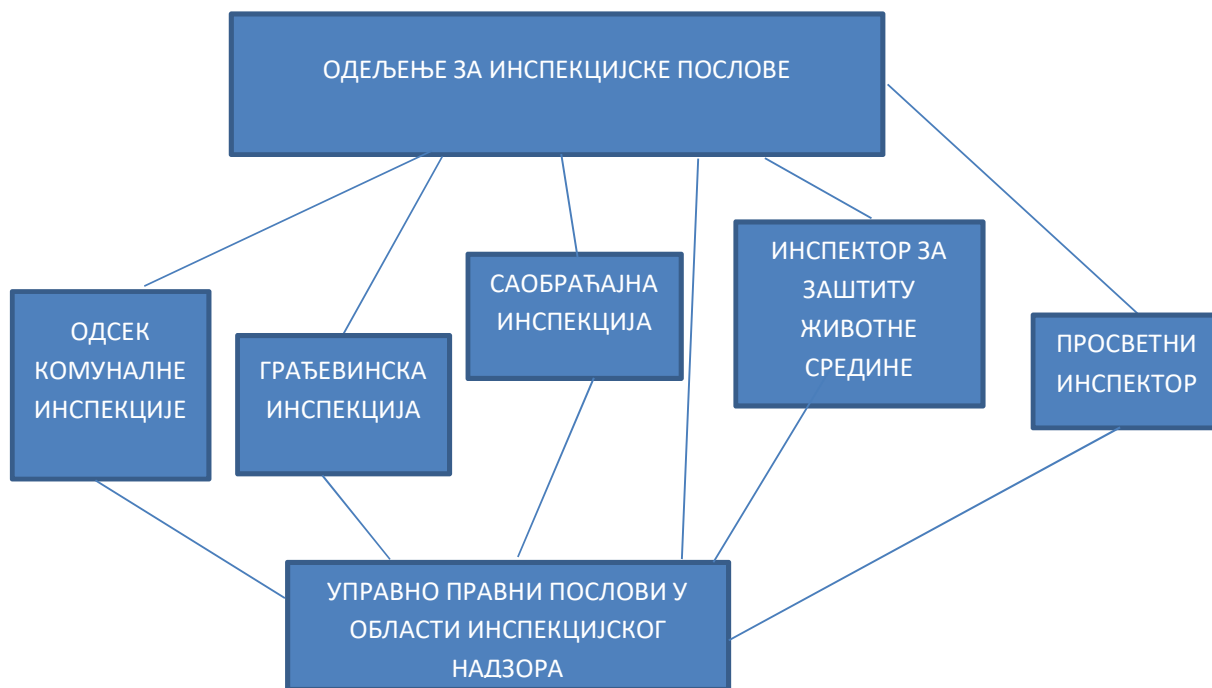 ОДЕЉЕЊЕ ЗА ИНСПЕКЦИЈСКЕ ПОСЛОВЕ
ОДСЕК
КОМУНАЛНЕ
ИНСПЕКЦИЈЕ
ГРАЂЕВИНСКА
ИНСПЕКЦИЈА
САОБРАЋАЈНА
ИНСПЕКЦИЈА
ИНСПЕКТОР ЗА
ЗАШТИТУ
ЖИВОТНЕ
СРЕДИНЕ
ПРОСВЕТНИ
ИНСПЕКТОР
УПРАВНО ПРАВНИ ПОСЛОВИ У
ОБЛАСТИ ИНСПЕКЦИЈСКОГ
НАДЗОРА